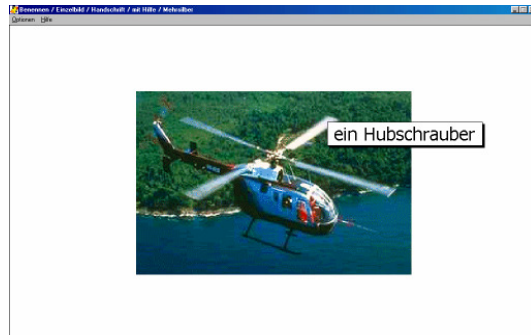 Benennen / Einzelbild / Handschrift / mit Hilfe / Mehrsilber
Optionen Hilfe
ein Hubschrauber